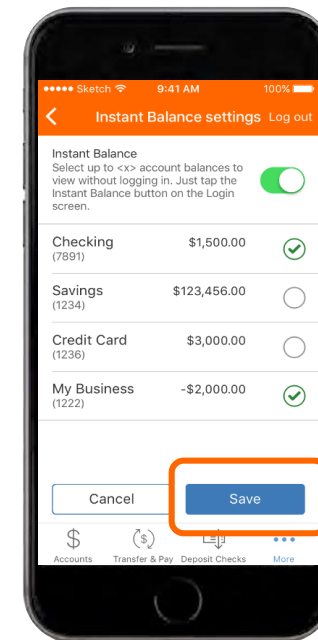 Sketch 9:41 AM 100%
Instant Balance settings Log out
Instant Balance
Select up to <x> account balances to
view without logging in. Just tap the
Instant Balance button on the Login
screen.
Checking $1,500.00
(7891)
Savings $123,456.00
(1234)
Credit Card $3,000.00
(1236)
My Business -$2,000.00
(1222)
Cancel Save
Accounts Transfer & Pay Deposit Checks More